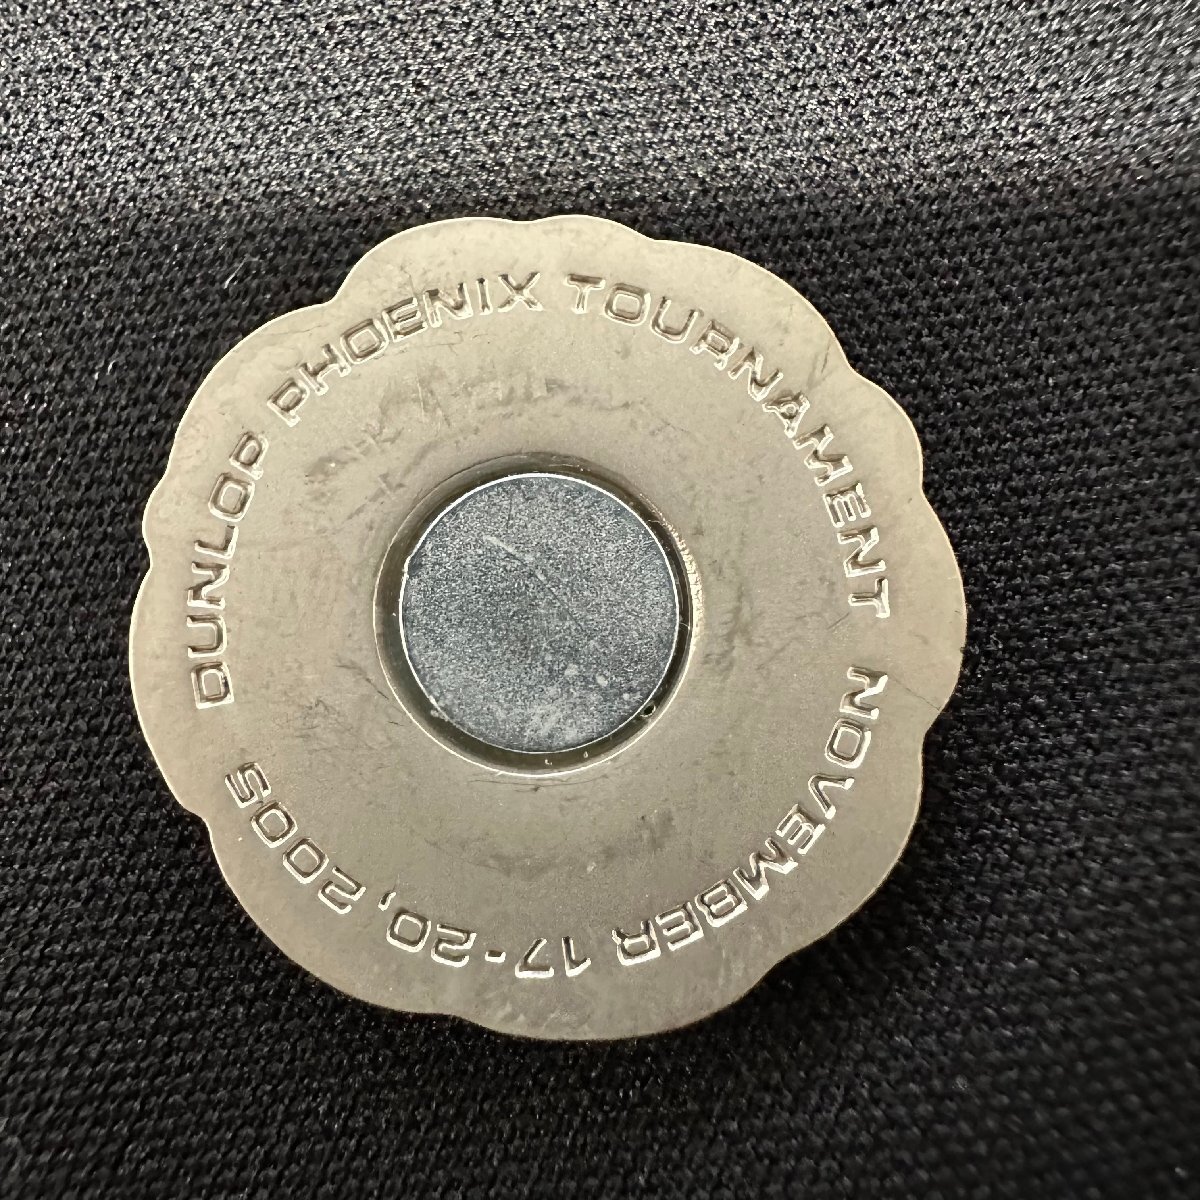 DUNLOP PHOENIX TOURNAMENT
NOVEMBER 17-20, 2005